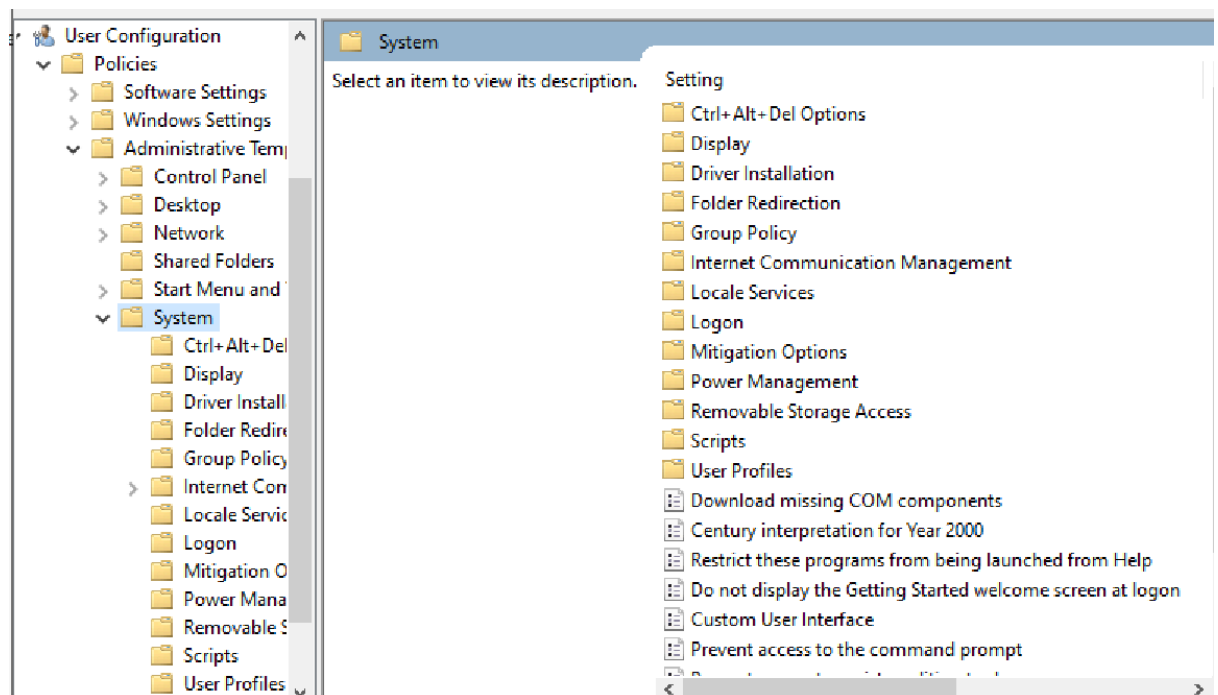 User Configuration
Policies
Software Settings
Windows Settings
Administrative Temp
Control Panel
Desktop
Network
Shared Folders
Start Menu and
System
Ctrl+Alt+Del
Display
Driver Install
Folder Redire
Group Policy
Internet Com
Locale Servic
Logon
Mitigation O
Power Mana
Removable S
Scripts
User Profiles
System
Select an item to view its description.
Setting
Ctrl+Alt+Del Options
Display
Driver Installation
Folder Redirection
Group Policy
Internet Communication Management
Locale Services
Logon
Mitigation Options
Power Management
Removable Storage Access
Scripts
User Profiles
Download missing COM components
Century interpretation for Year 2000
Restrict these programs from being launched from Help
Do not display the Getting Started welcome screen at logon
Custom User Interface
Prevent access to the command prompt